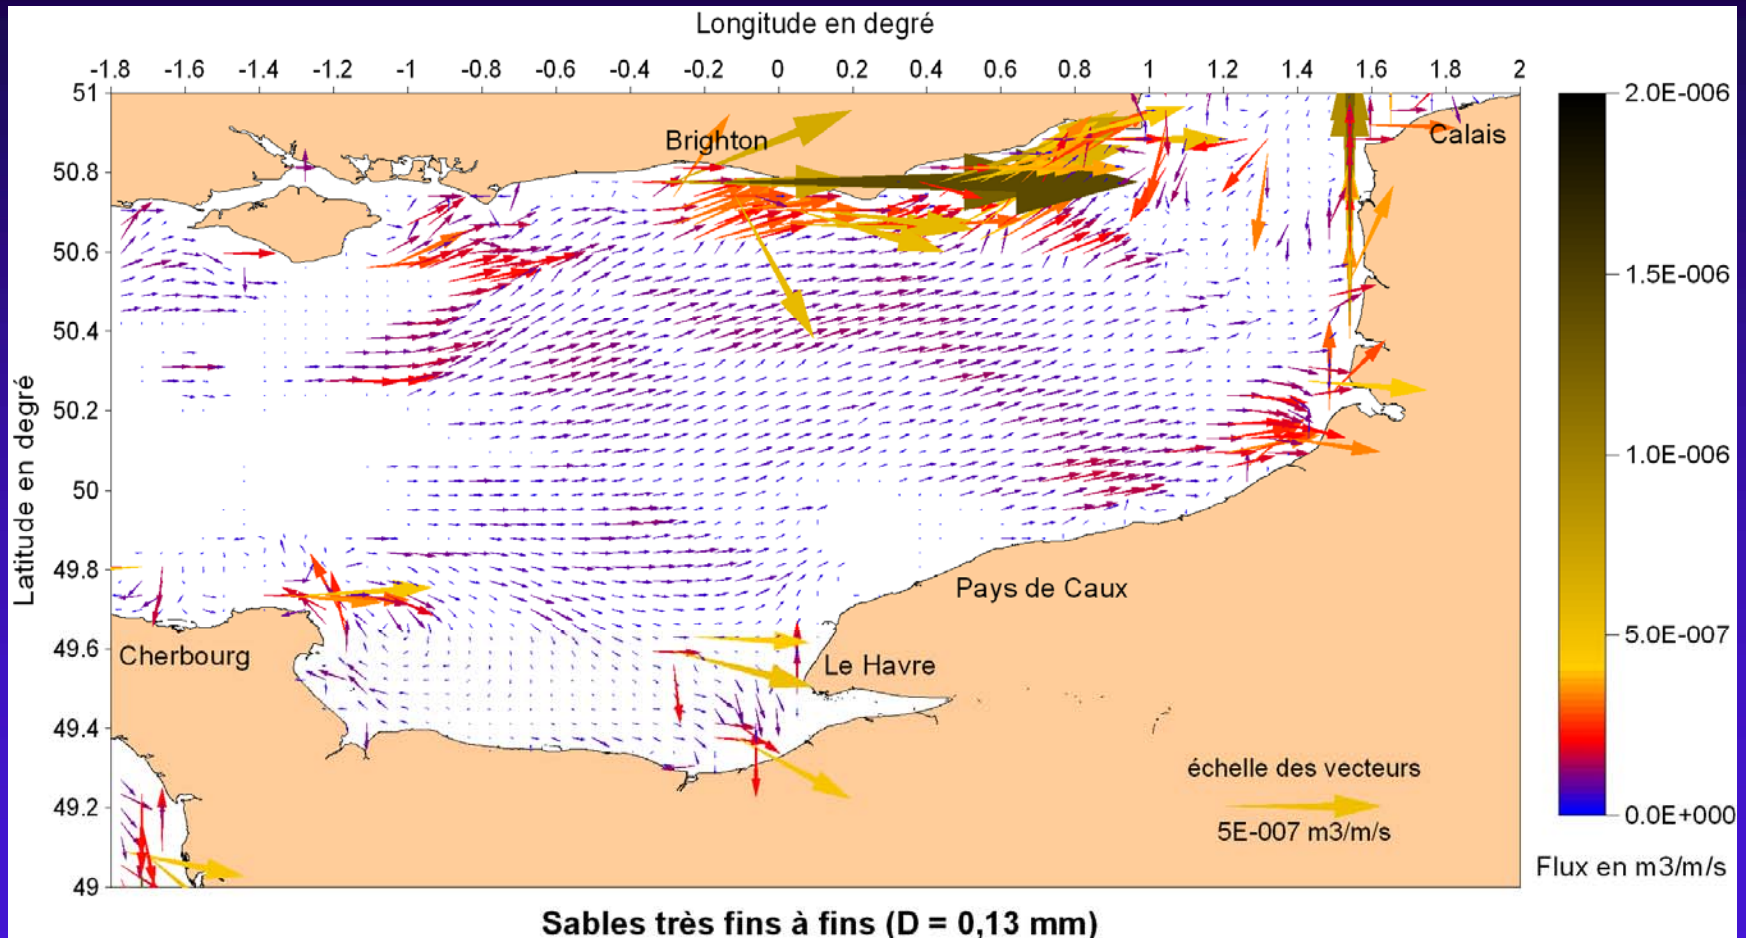 Longitude en degré
-1.8 -1.6 -1.4 -1.2 -1 -0.8 -0.6 -0.4 -0.2 0 0.2 0.4 0.6 0.8 1 1.2 1.4 1.6 1.8 2
51
50.8
50.6
50.4
50.2
50
49.8
49.6
49.4
49.2
49
Latitude en degré
Brighton
Calais
Pays de Caux
Cherbourg
Le Havre
échelle des vecteurs
5E-007 m3/m/s
2.0E-006
1.5E-006
1.0E-006
5.0E-007
0.0E+000
Flux en m3/m/s
Sables très fins à fins (D = 0,13 mm)